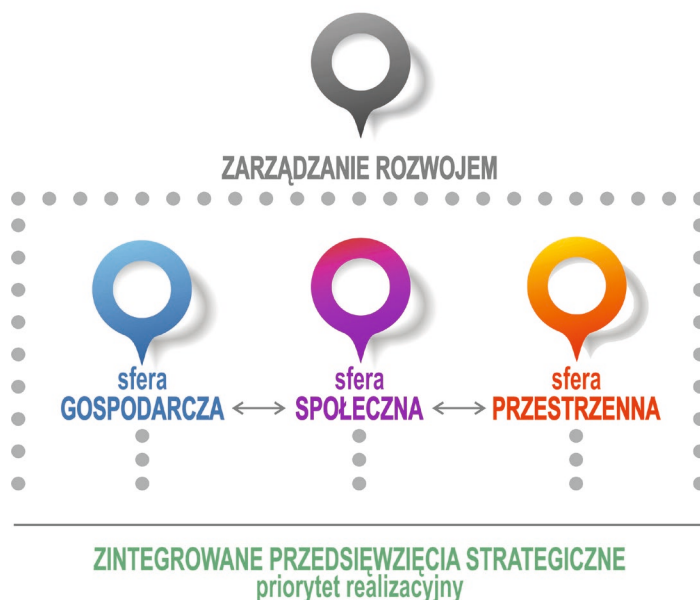 ZARZĄDZANIE ROZWOJEM
sfera
GOSPODARCZA
sfera
SPOŁECZNA
sfera
PRZESTRZENNA
ZINTEGROWANE PRZEDSIĘWZIĘCIA STRATEGICZNE
priorytet realizacyjny